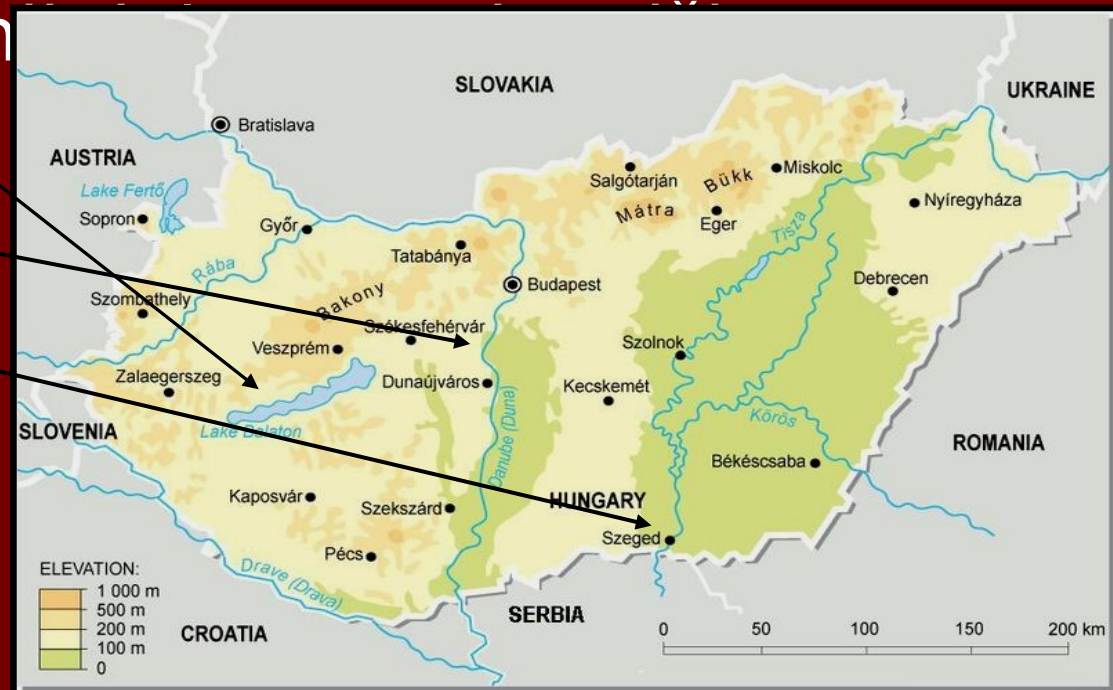 SLOVAKIA
UKRAINE
Bratislava
AUSTRIA
Lake Fertő
Sopron
Győr
Salgótarján
Bükk
Miskolc
Mátra
Eger
Nyíregyháza
Tisza
Tatabánya
Rába
Budapest
Debrecen
Szombathely
Bakony
Székesfehérvár
Veszprém
Szolnok
Zalaegerszeg
Dunaújváros
Kecskemét
Danube (Duna)
Lake Balaton
Körös
SLOVENIA
ROMANIA
Békéscsaba
Kaposvár
Szekszárd
HUNGARY
Szeged
Pécs
ELEVATION:
1 000 m
500 m
200 m
100 m
0
Drave (Drava)
CROATIA
SERBIA
0 50 100 150 200 km